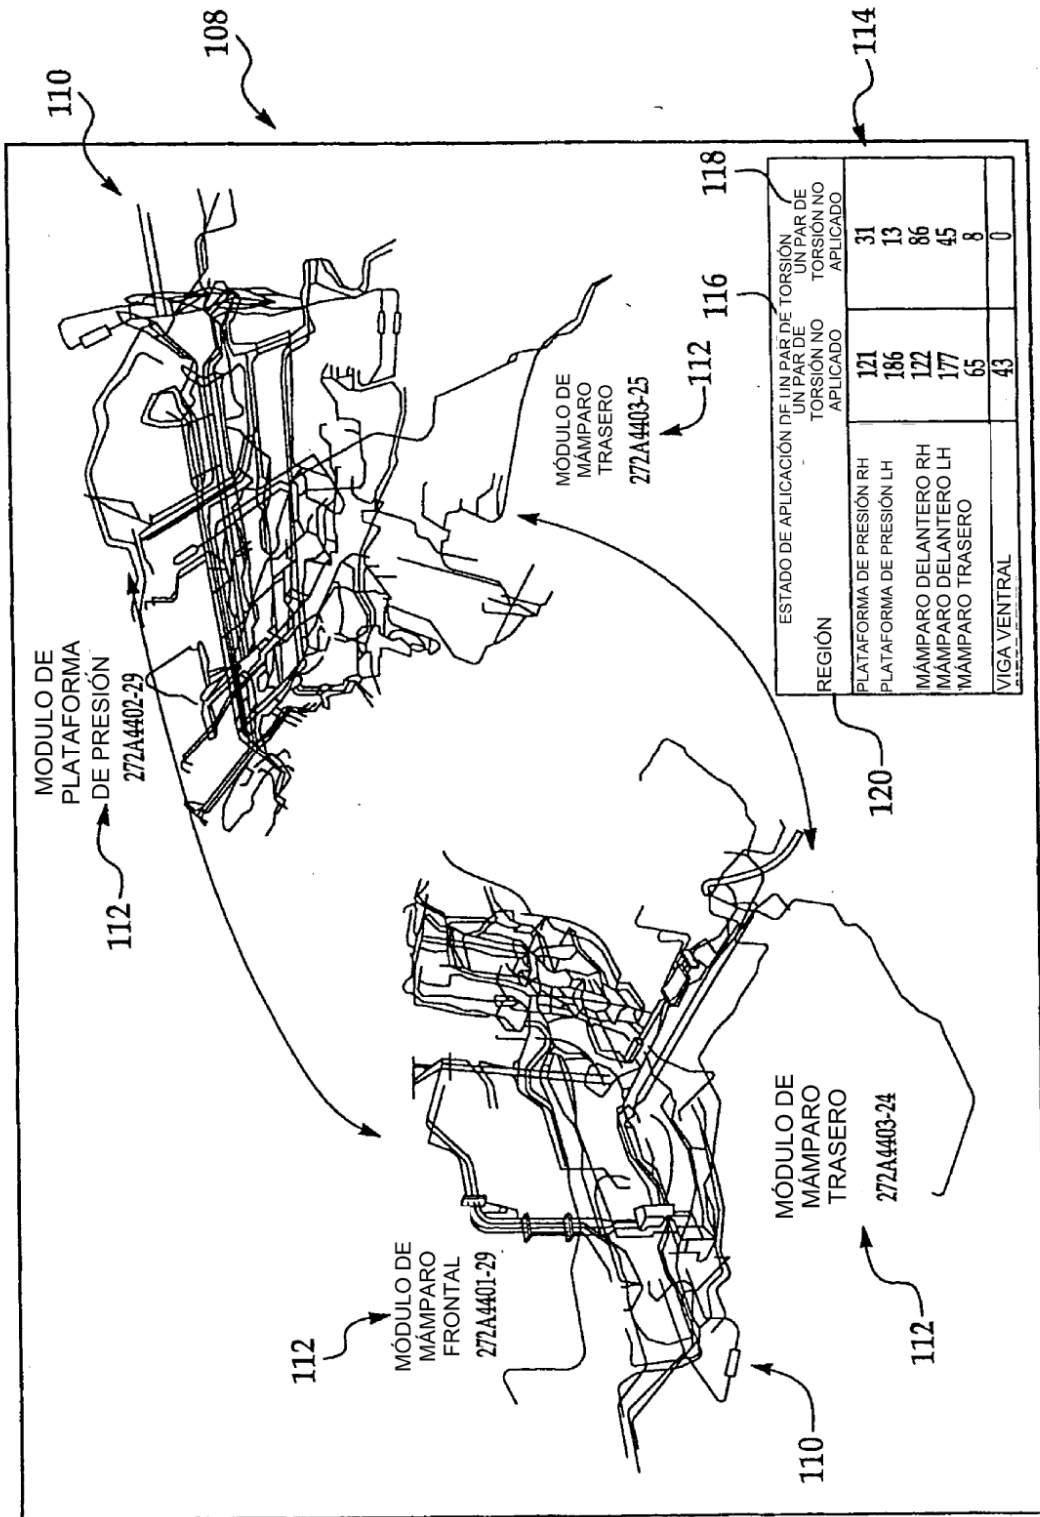 110
108
MODULO DE
PLATAFORMA
DE PRESIÓN
272A4402-29
112
MÓDULO DE
MÁMPARO
TRASERO
272A4403-25
112
MÓDULO DE
MÁMPARO
FRONTAL
272A4401-29
112
MÓDULO DE
MÁMPARO
TRASERO
272A4403-24
112
110
114
116
118
120
ESTADO DE APLICACIÓN DE UN PAR DE TORSIÓN
REGIÓN
UN PAR DE
TORSIÓN NO
APLICADO
UN PAR DE
TORSIÓN NO
APLICADO
PLATAFORMA DE PRESIÓN RH 121 31
PLATAFORMA DE PRESIÓN LH 186 13
MÁMPARO DELANTERO RH 122 86
MÁMPARO DELANTERO LH 177 45
MÁMPARO TRASERO 65 8
VIGA VENTRAL 43 0